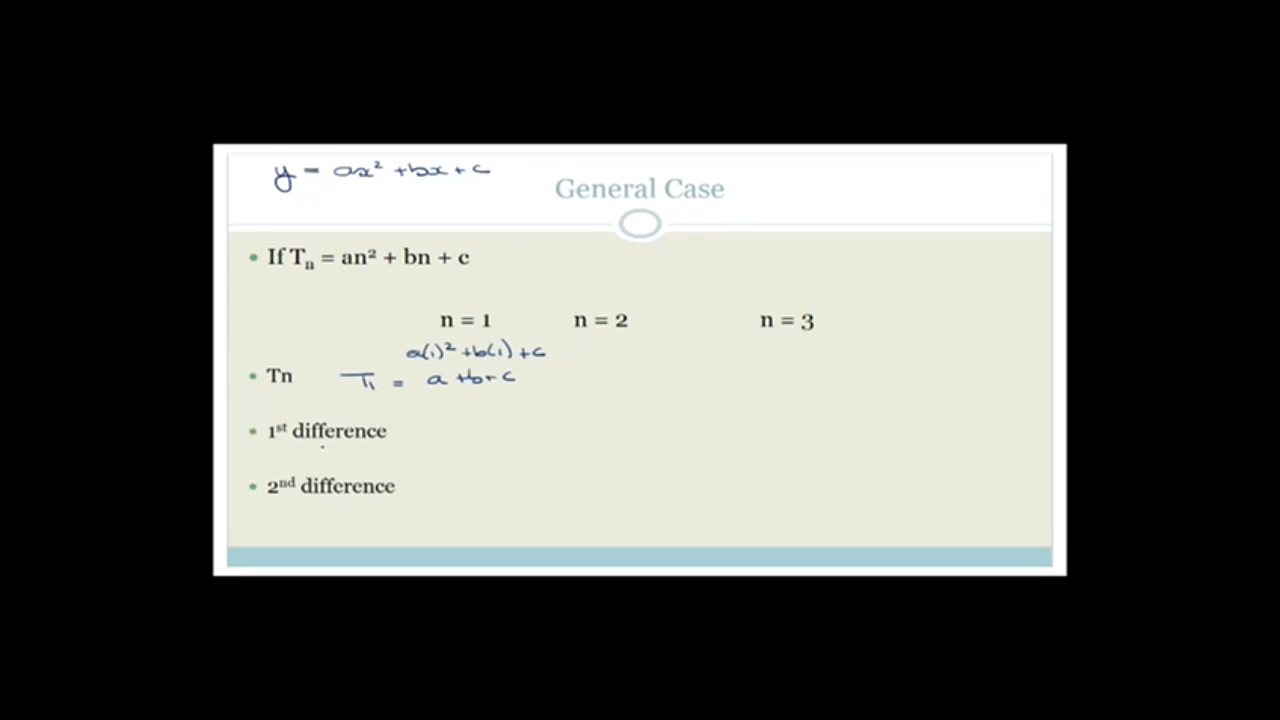 y = ax² + bx + c
General Case
• If Tₙ = an² + bn + c
n = 1 n = 2 n = 3
a(1)² + b(1) + c
• Tn T₁ = a + b + c
• 1ˢᵗ difference
• 2ⁿᵈ difference